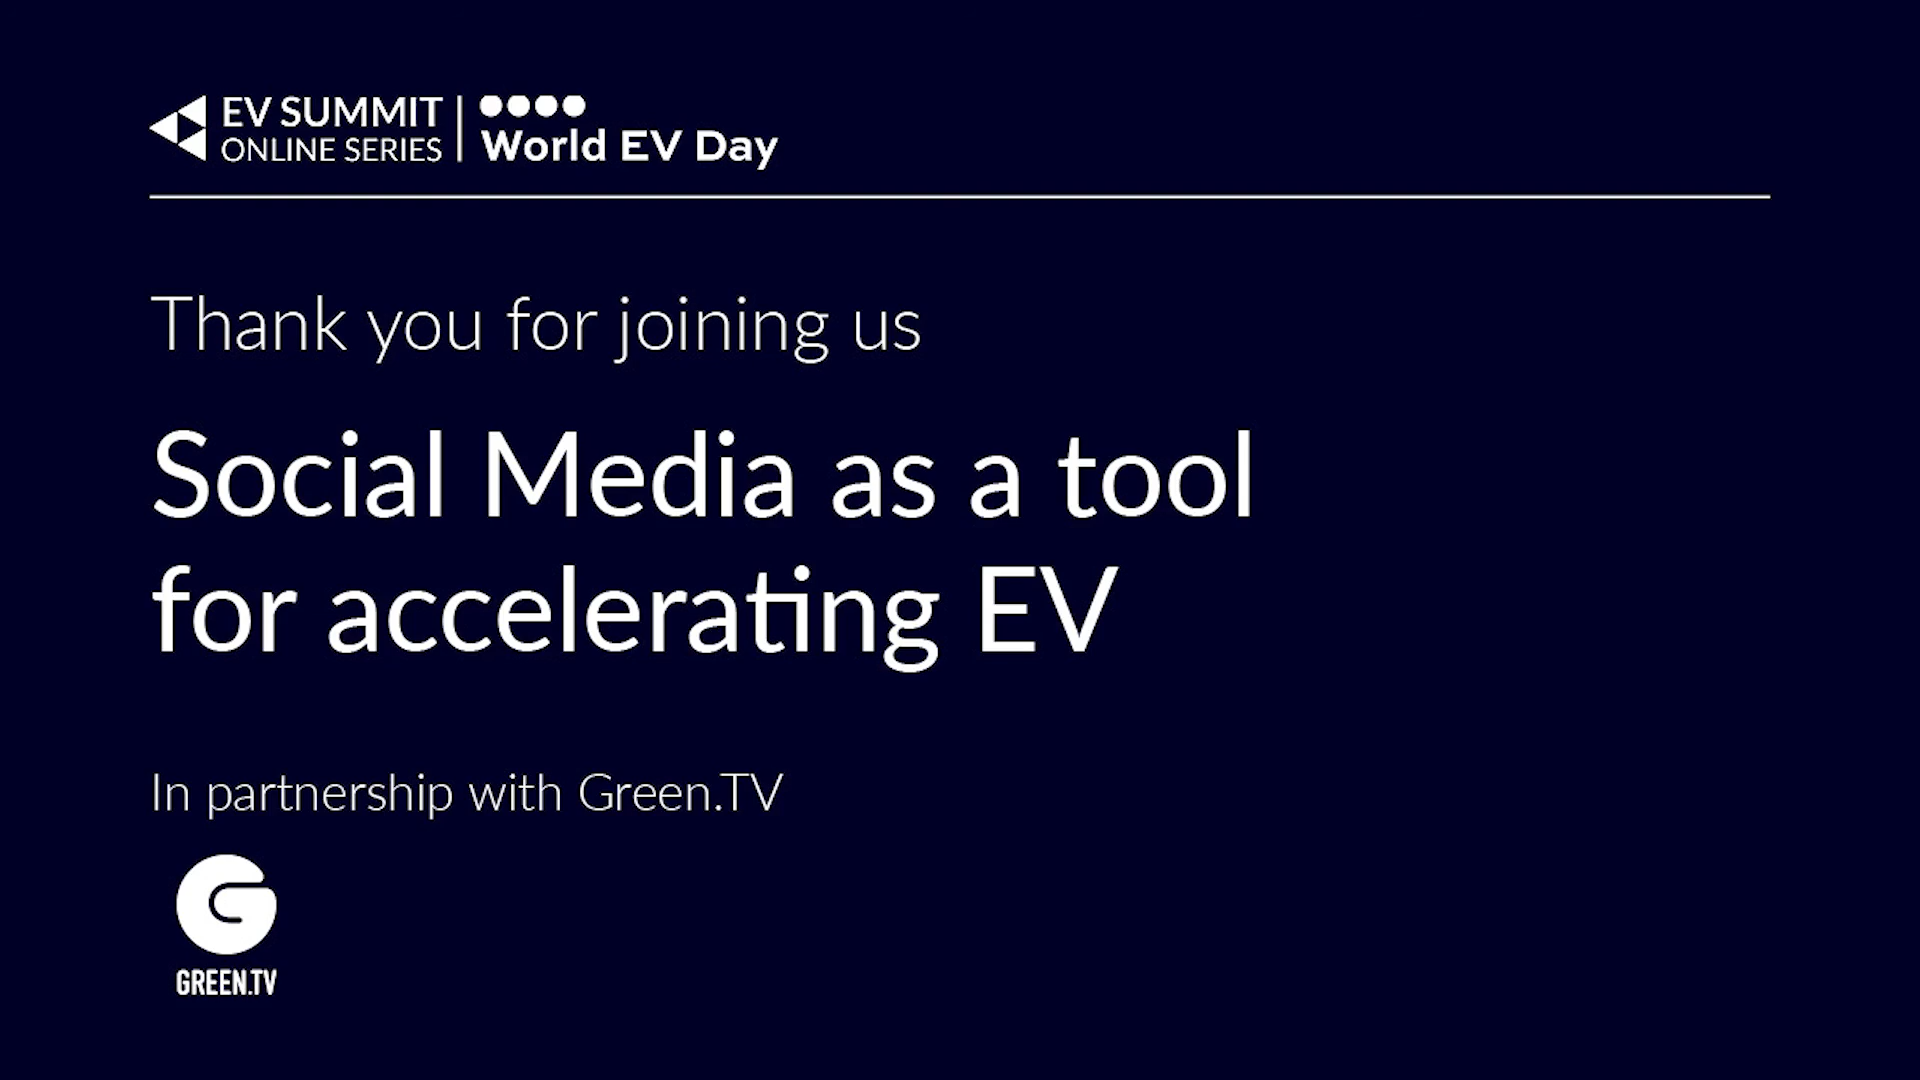 EV SUMMIT
ONLINE SERIES
World EV Day
Thank you for joining us
Social Media as a tool
for accelerating EV
In partnership with Green.TV
GREEN.TV